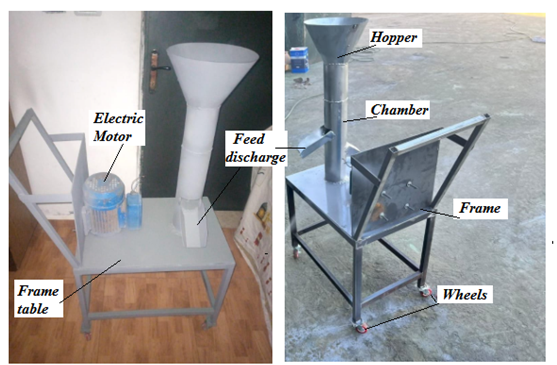 Electric
Motor
Feed
discharge
Frame
table
Hopper
Chamber
Frame
Wheels